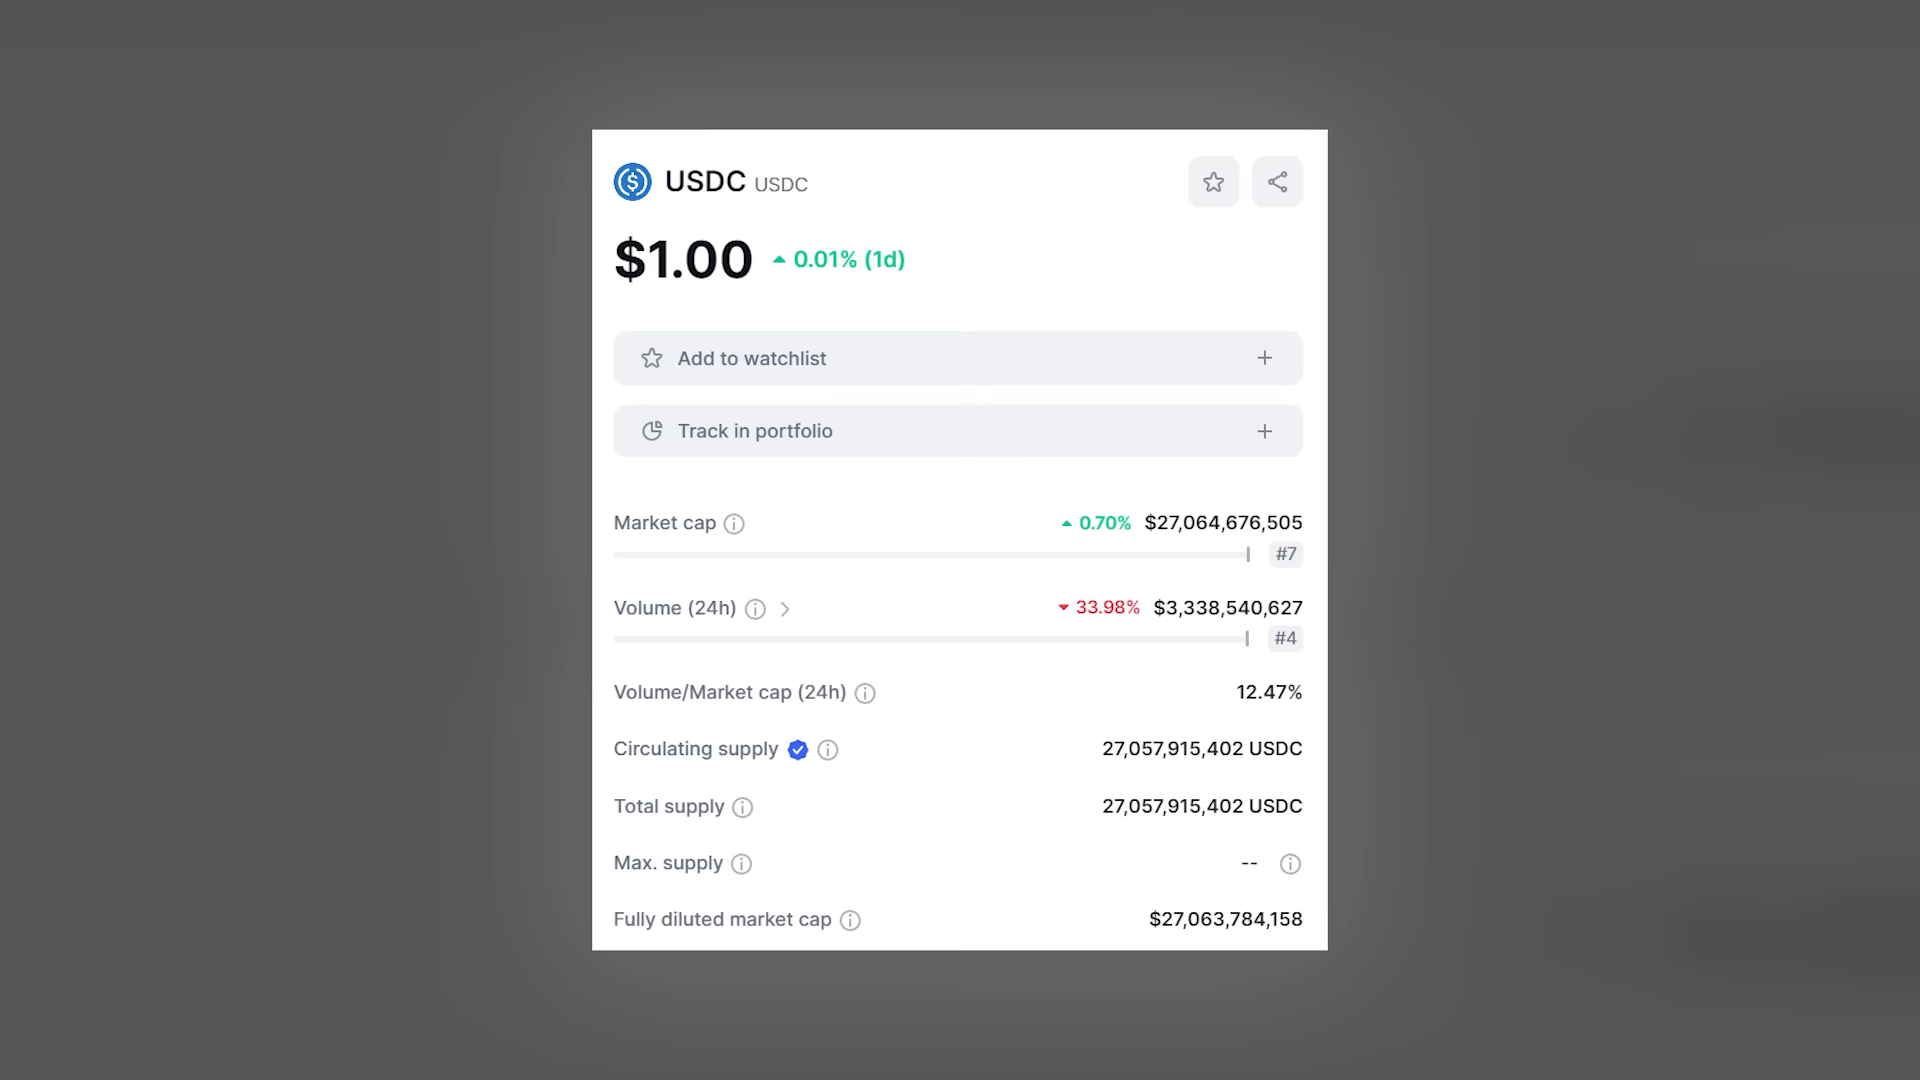 USDC USDC
$1.00 0.01% (1d)
Add to watchlist +
Track in portfolio +
Market cap 0.70% $27,064,676,505
#7
Volume (24h) 33.98% $3,338,540,627
#4
Volume/Market cap (24h) 12.47%
Circulating supply 27,057,915,402 USDC
Total supply 27,057,915,402 USDC
Max. supply --
Fully diluted market cap $27,063,784,158